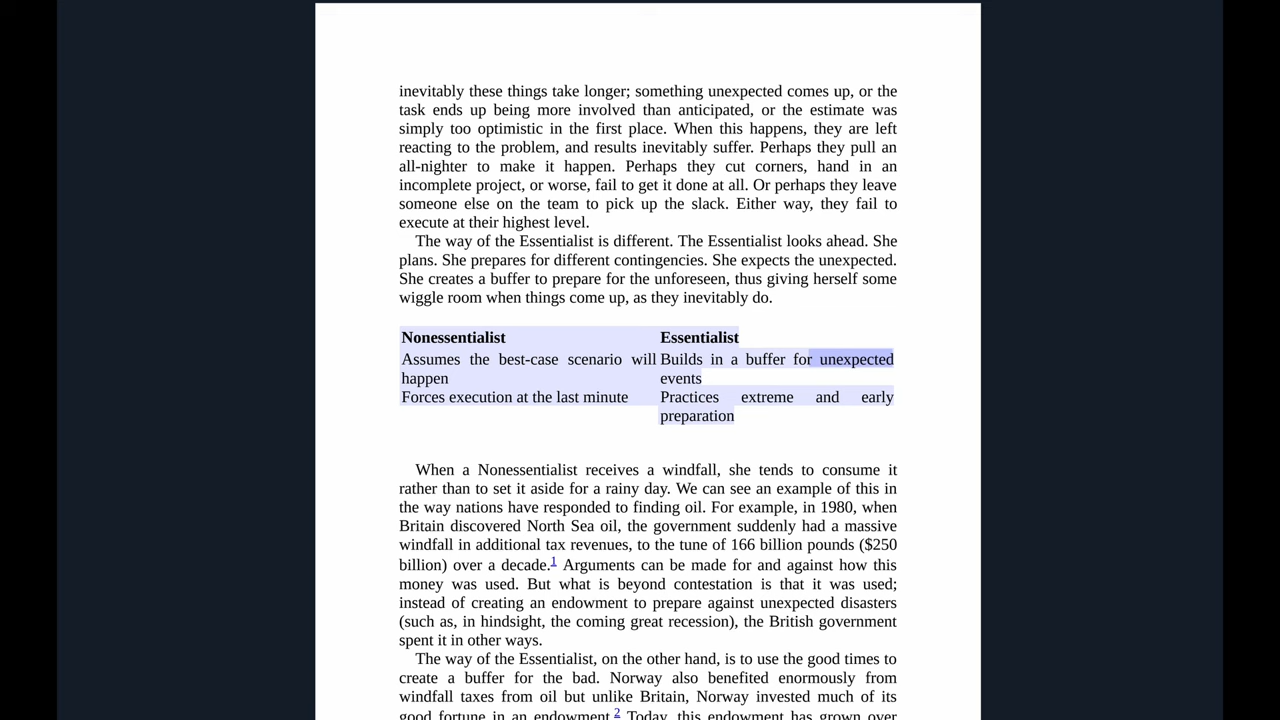 inevitably these things take longer; something unexpected comes up, or the
task ends up being more involved than anticipated, or the estimate was
simply too optimistic in the first place. When this happens, they are left
reacting to the problem, and results inevitably suffer. Perhaps they pull an
all-nighter to make it happen. Perhaps they cut corners, hand in an
incomplete project, or worse, fail to get it done at all. Or perhaps they leave
someone else on the team to pick up the slack. Either way, they fail to
execute at their highest level.
The way of the Essentialist is different. The Essentialist looks ahead. She
plans. She prepares for different contingencies. She expects the unexpected.
She creates a buffer to prepare for the unforeseen, thus giving herself some
wiggle room when things come up, as they inevitably do.
Nonessentialist
Assumes the best-case scenario will
happen
Forces execution at the last minute
Essentialist
Builds in a buffer for unexpected
events
Practices extreme and early
preparation
When a Nonessentialist receives a windfall, she tends to consume it
rather than to set it aside for a rainy day. We can see an example of this in
the way nations have responded to finding oil. For example, in 1980, when
Britain discovered North Sea oil, the government suddenly had a massive
windfall in additional tax revenues, to the tune of 166 billion pounds ($250
billion) over a decade.1 Arguments can be made for and against how this
money was used. But what is beyond contestation is that it was used;
instead of creating an endowment to prepare against unexpected disasters
(such as, in hindsight, the coming great recession), the British government
spent it in other ways.
The way of the Essentialist, on the other hand, is to use the good times to
create a buffer for the bad. Norway also benefited enormously from
windfall taxes from oil but unlike Britain, Norway invested much of its
good fortune in an endowment.2 Today, this endowment has grown over